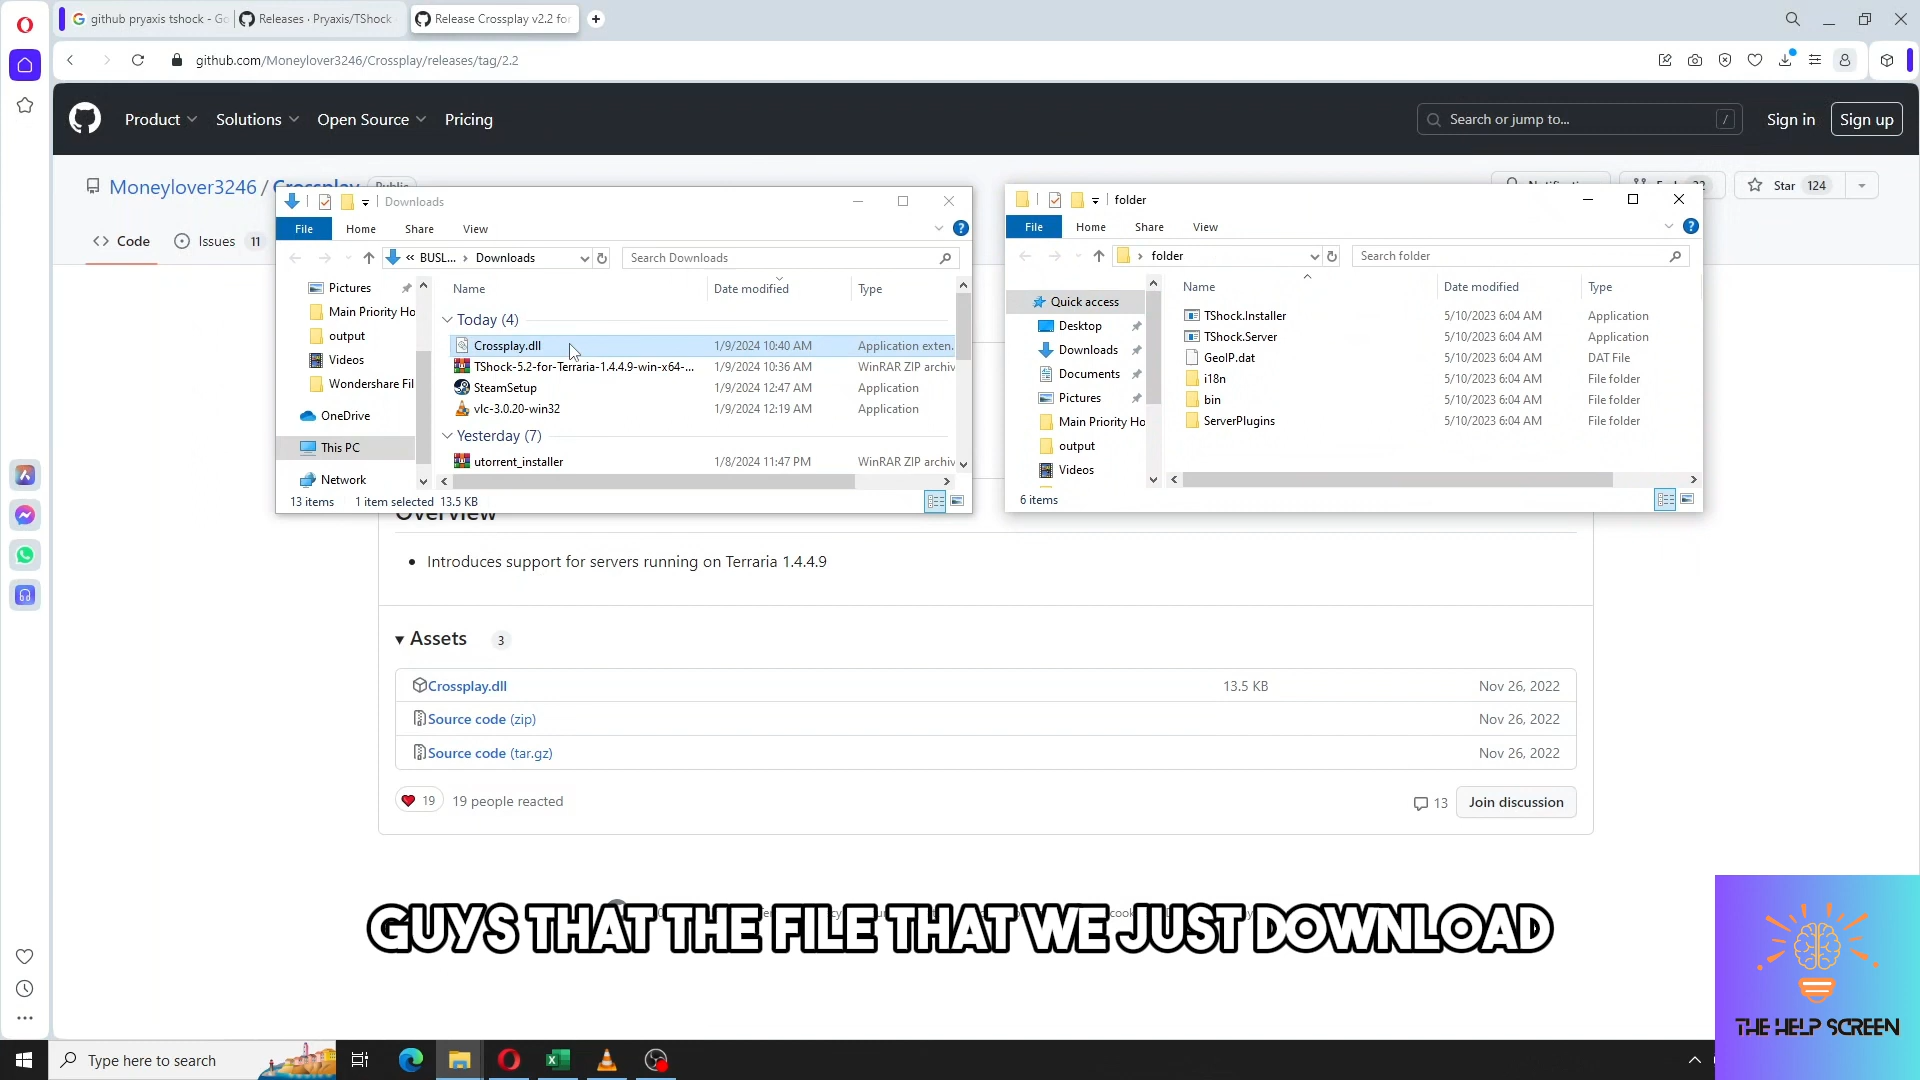 github pryaxis tshock - Go
Releases · Pryaxis/TShock
Release Crossplay v2.2 for
github.com/Moneylover3246/Crossplay/releases/tag/2.2
Product
Solutions
Open Source
Pricing
Search or jump to...
/
Sign in
Sign up
Moneylover3246 / Crossplay
Public
Star 124
Code
Issues 11
Downloads
File
Home
Share
View
« BUSL... › Downloads
Search Downloads
Pictures
Main Priority Ho
output
Videos
Wondershare Fil
OneDrive
This PC
Network
Name
Date modified
Type
Today (4)
Crossplay.dll 1/9/2024 10:40 AM Application exten.
TShock-5.2-for-Terraria-1.4.4.9-win-x64-... 1/9/2024 10:36 AM WinRAR ZIP archiv
SteamSetup 1/9/2024 12:47 AM Application
vlc-3.0.20-win32 1/9/2024 12:19 AM Application
Yesterday (7)
utorrent_installer 1/8/2024 11:47 PM WinRAR ZIP archiv
13 items 1 item selected 13.5 KB
folder
File
Home
Share
View
› folder
Search folder
Quick access
Desktop
Downloads
Documents
Pictures
Main Priority Ho
output
Videos
Name
Date modified
Type
TShock.Installer 5/10/2023 6:04 AM Application
TShock.Server 5/10/2023 6:04 AM Application
GeoIP.dat 5/10/2023 6:04 AM DAT File
i18n 5/10/2023 6:04 AM File folder
bin 5/10/2023 6:04 AM File folder
ServerPlugins 5/10/2023 6:04 AM File folder
6 items
Overview
Introduces support for servers running on Terraria 1.4.4.9
Assets 3
Crossplay.dll 13.5 KB Nov 26, 2022
Source code (zip) Nov 26, 2022
Source code (tar.gz) Nov 26, 2022
19 19 people reacted
13
Join discussion
GUYS THAT THE FILE THAT WE JUST DOWNLOAD
THE HELP SCREEN
Type here to search